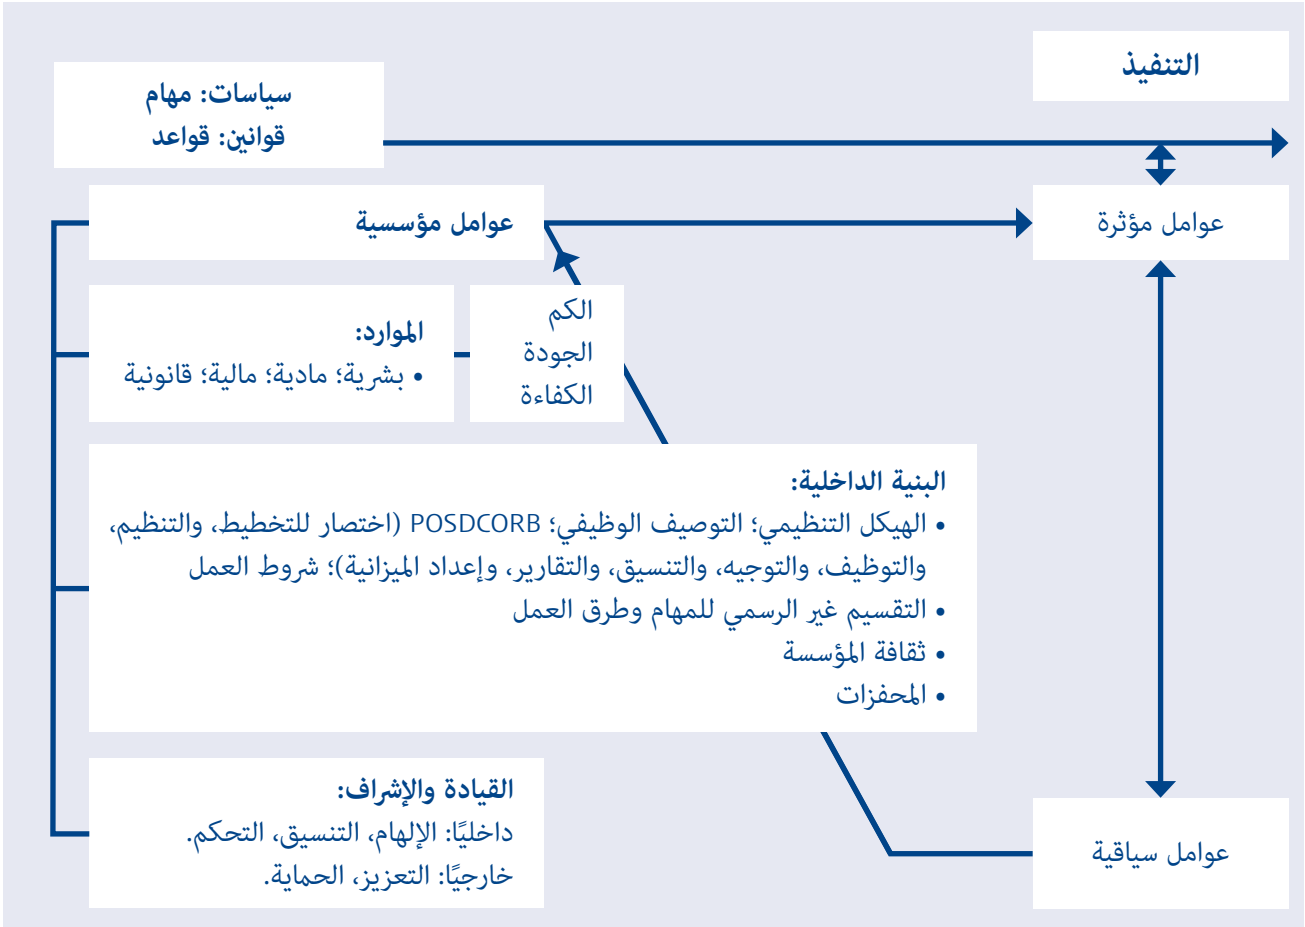 التنفيذ
سياسات: مهام
قوانين: قواعد
عوامل مؤسسية
عوامل مؤثرة
الموارد:
• بشرية؛ مادية؛ مالية؛ قانونية
الكم
الجودة
الكفاءة
البنية الداخلية:
• الهيكل التنظيمي؛ التوصيف الوظيفي؛ POSDCORB (اختصار للتخطيط، والتنظيم،
والتوظيف، والتوجيه، والتنسيق، والتقارير، وإعداد الميزانية)؛ شروط العمل
• التقسيم غير الرسمي للمهام وطرق العمل
• ثقافة المؤسسة
• المحفزات
القيادة والإشراف:
داخليًا: الإلهام، التنسيق، التحكم.
خارجيًا: التعزيز، الحماية.
عوامل سياقية